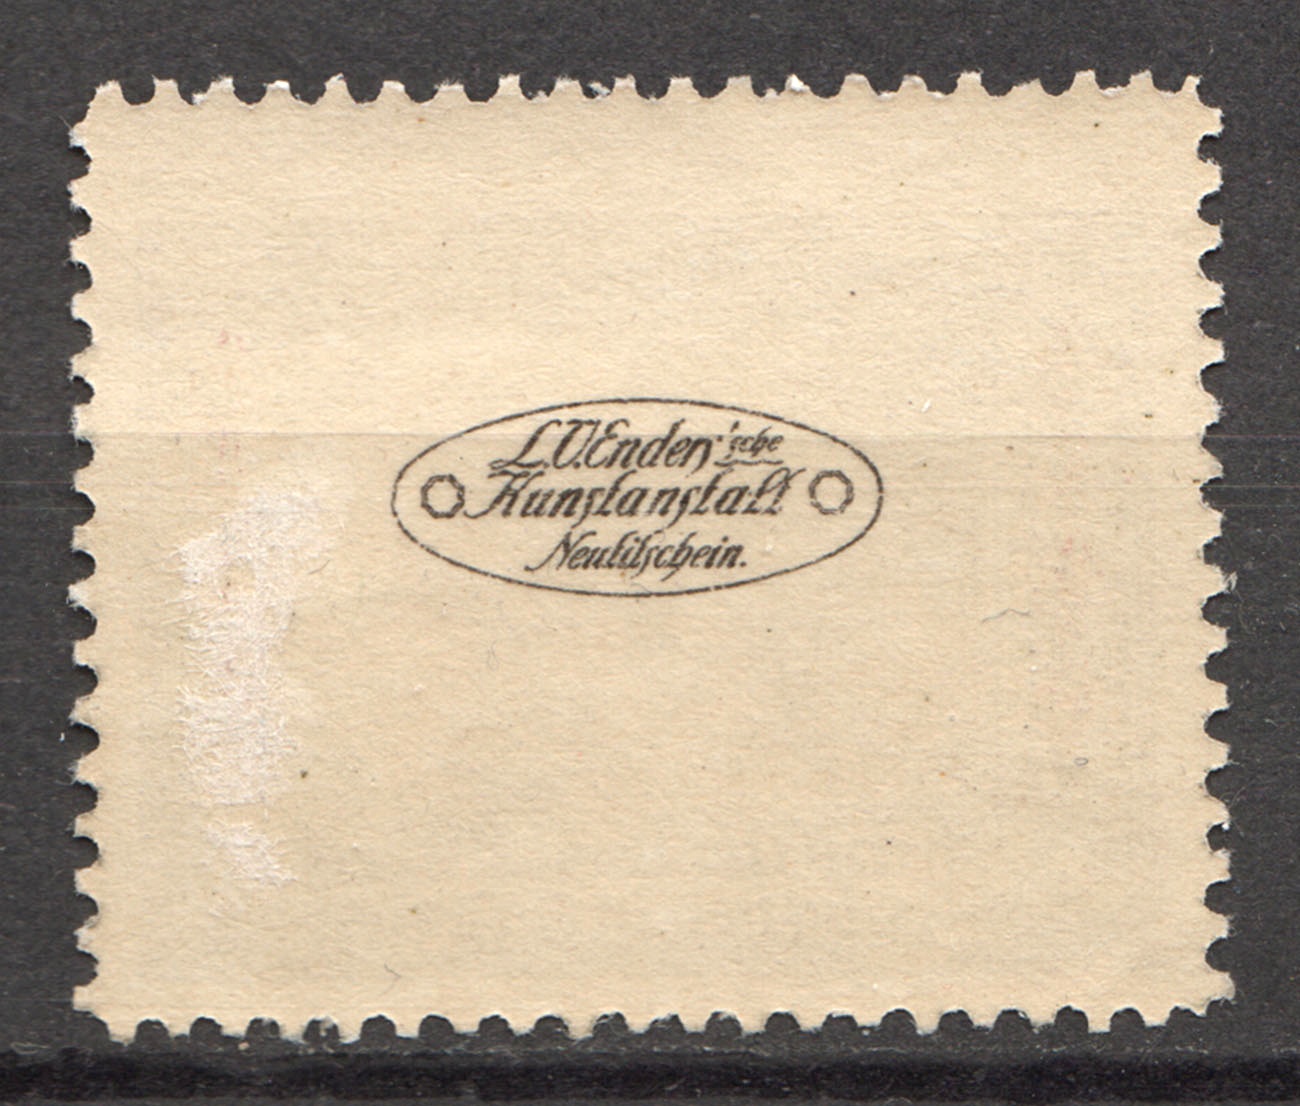 L.V. Enders'sche
Kunstanstalt
Neutitschein.